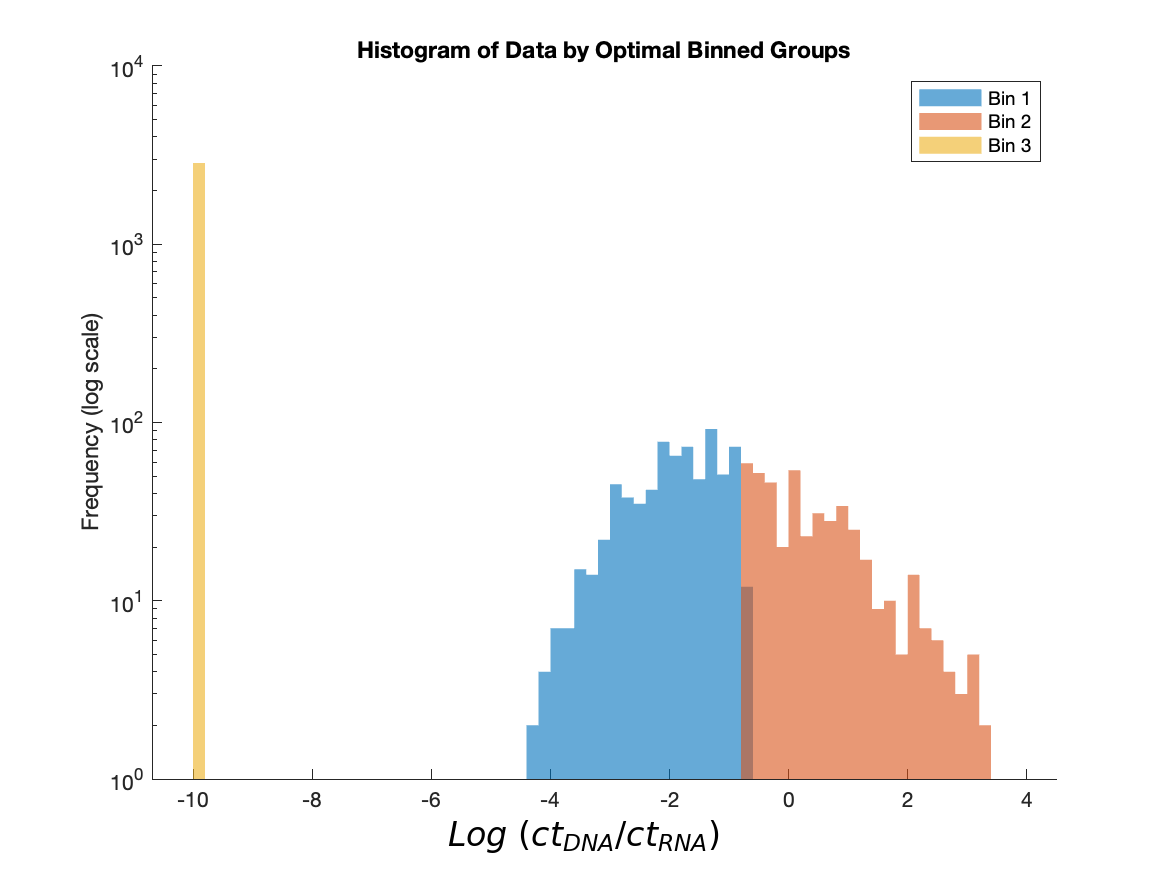 Histogram of Data by Optimal Binned Groups
10^4
10^3
10^2
10^1
10^0
Frequency (log scale)
Bin 1
Bin 2
Bin 3
-10 -8 -6 -4 -2 0 2 4
Log (ct_DNA/ct_RNA)